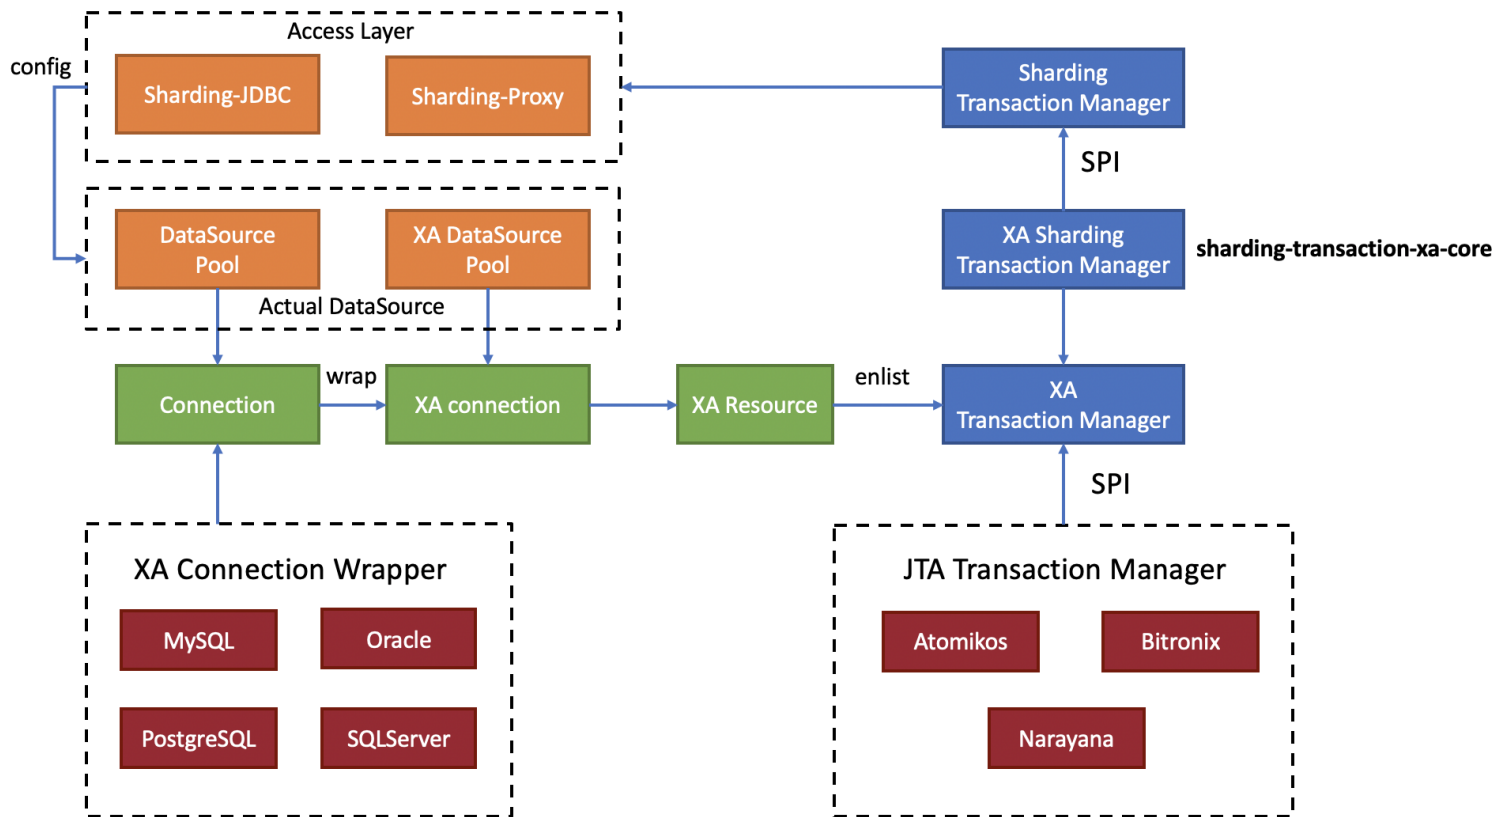 Access Layer
config
Sharding-JDBC
Sharding-Proxy
Sharding
Transaction Manager
SPI
DataSource
Pool
XA DataSource
Pool
Actual DataSource
XA Sharding
Transaction Manager
sharding-transaction-xa-core
Connection
wrap
XA connection
XA Resource
enlist
XA
Transaction Manager
SPI
XA Connection Wrapper
MySQL
Oracle
PostgreSQL
SQLServer
JTA Transaction Manager
Atomikos
Bitronix
Narayana